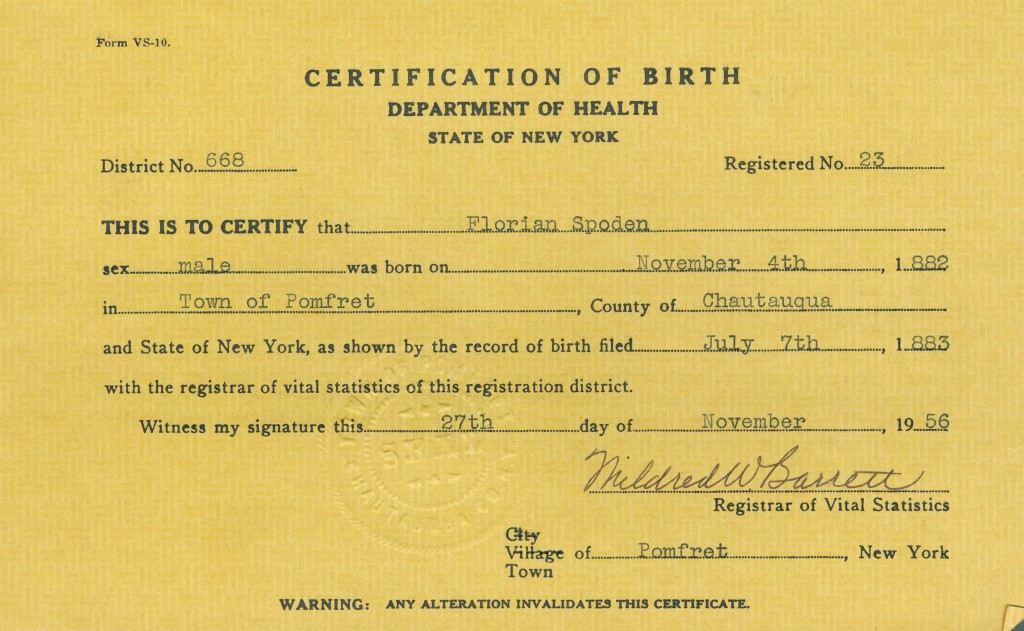 Form VS-10.
CERTIFICATION OF BIRTH
DEPARTMENT OF HEALTH
STATE OF NEW YORK
District No. 668 Registered No. 23
THIS IS TO CERTIFY that Florian Spoden
sex male was born on November 4th, 1882
in Town of Pomfret, County of Chautauqua
and State of New York, as shown by the record of birth filed July 7th, 1883
with the registrar of vital statistics of this registration district.
Witness my signature this 27th day of November, 1956
Mildred W Barrett
Registrar of Vital Statistics
City
Village of Pomfret, New York
Town
WARNING: ANY ALTERATION INVALIDATES THIS CERTIFICATE.